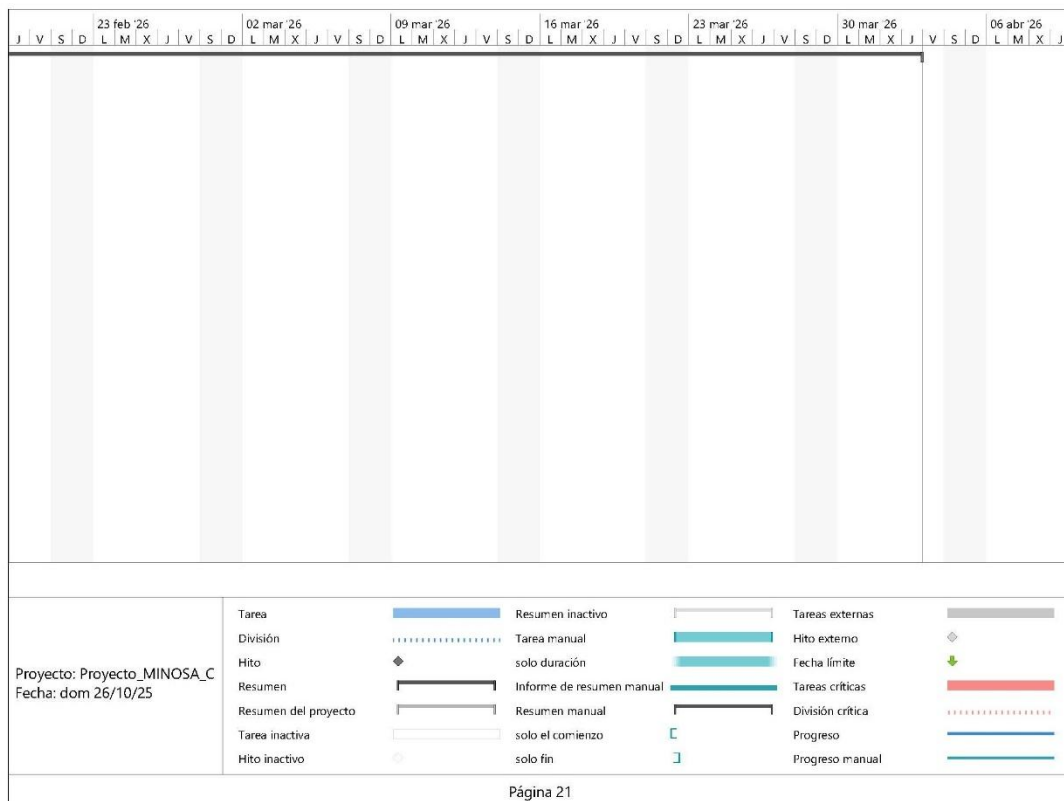 23 feb '26 02 mar '26 09 mar '26 16 mar '26 23 mar '26 30 mar '26 06 abr '26
J V S D L M X J V S D L M X J V S D L M X J V S D L M X J V S D L M X J V S D L M X J V S D L M X J
Tarea Resumen inactivo Tareas externas
División Tarea manual Hito externo
Hito solo duración Fecha límite
Proyecto: Proyecto_MINOSA_C
Fecha: dom 26/10/25
Resumen Informe de resumen manual Tareas críticas
Resumen del proyecto Resumen manual División crítica
Tarea inactiva solo el comienzo Progreso
Hito inactivo solo fin Progreso manual
Página 21